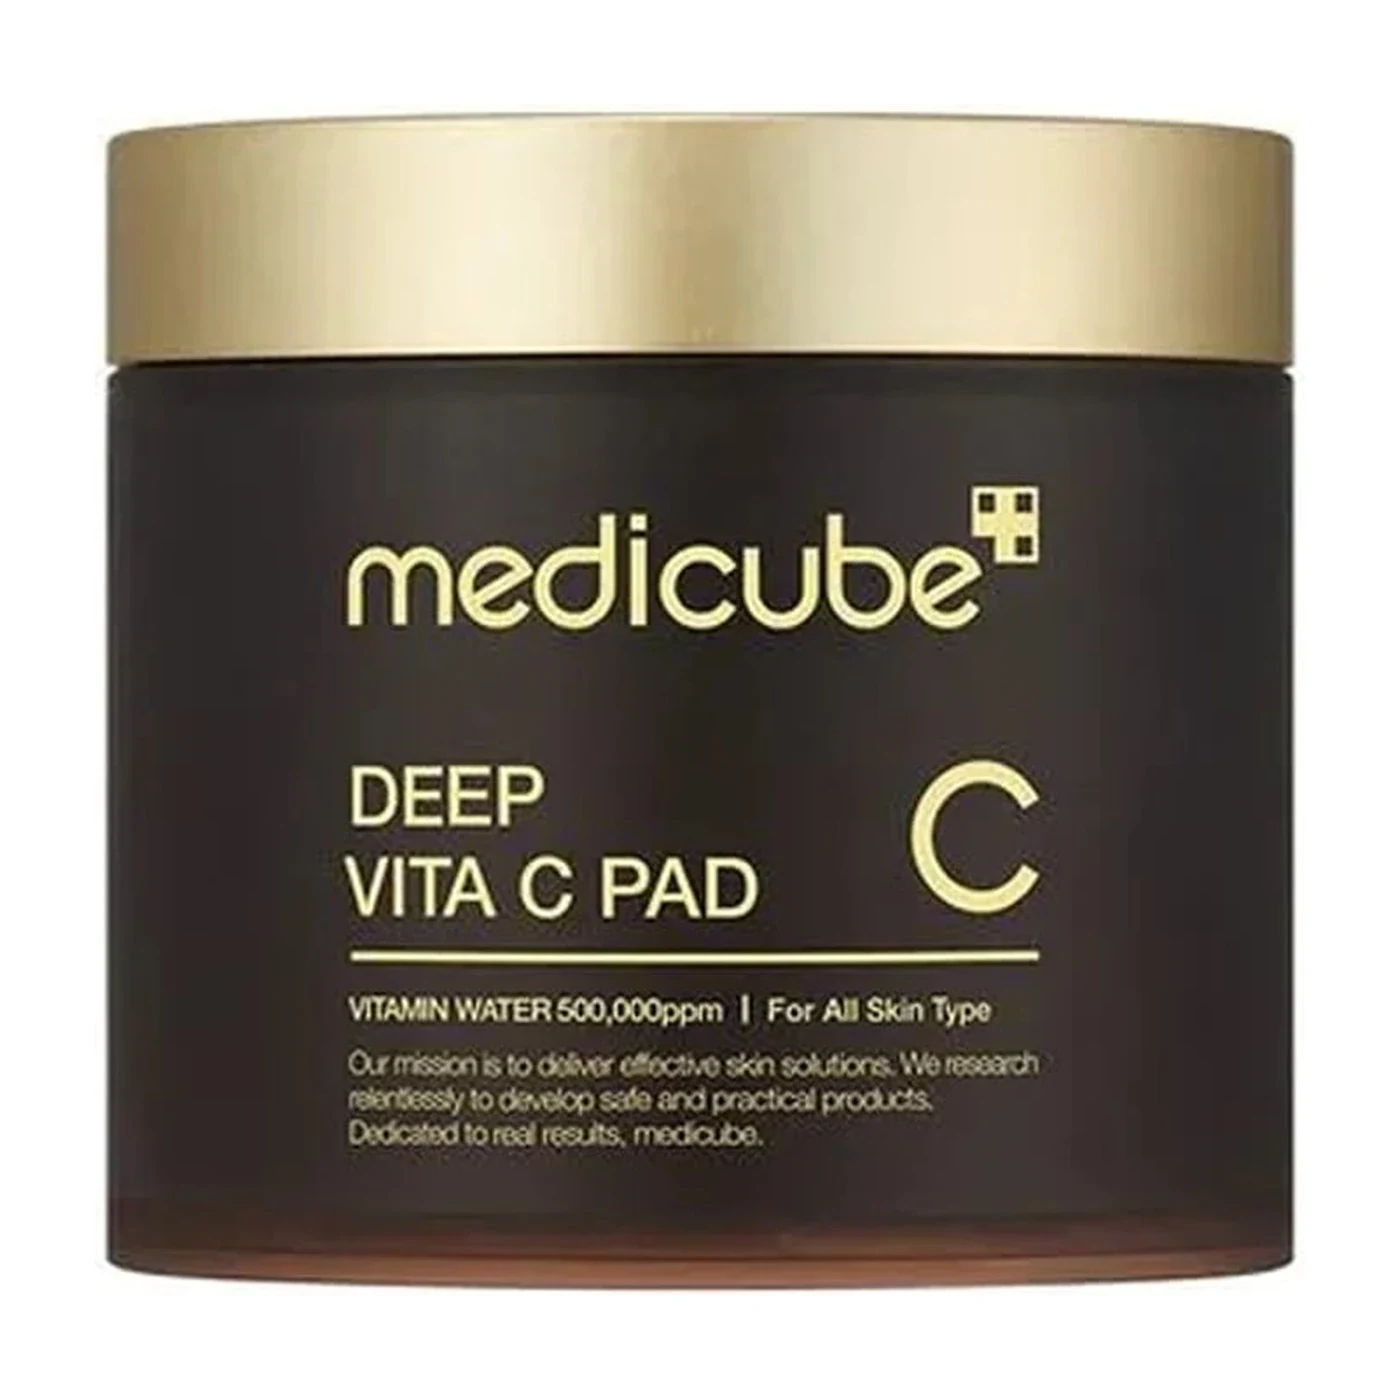 medicube
DEEP
VITA C PAD
C
VITAMIN WATER 500,000ppm | For All Skin Type
Our mission is to deliver effective skin solutions. We research
relentlessly to develop safe and practical products.
Dedicated to real results, medicube.